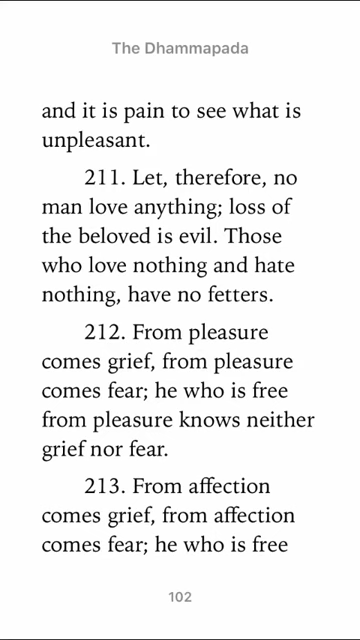 The Dhammapada
and it is pain to see what is
unpleasant.
211. Let, therefore, no
man love anything; loss of
the beloved is evil. Those
who love nothing and hate
nothing, have no fetters.
212. From pleasure
comes grief, from pleasure
comes fear; he who is free
from pleasure knows neither
grief nor fear.
213. From affection
comes grief, from affection
comes fear; he who is free
102